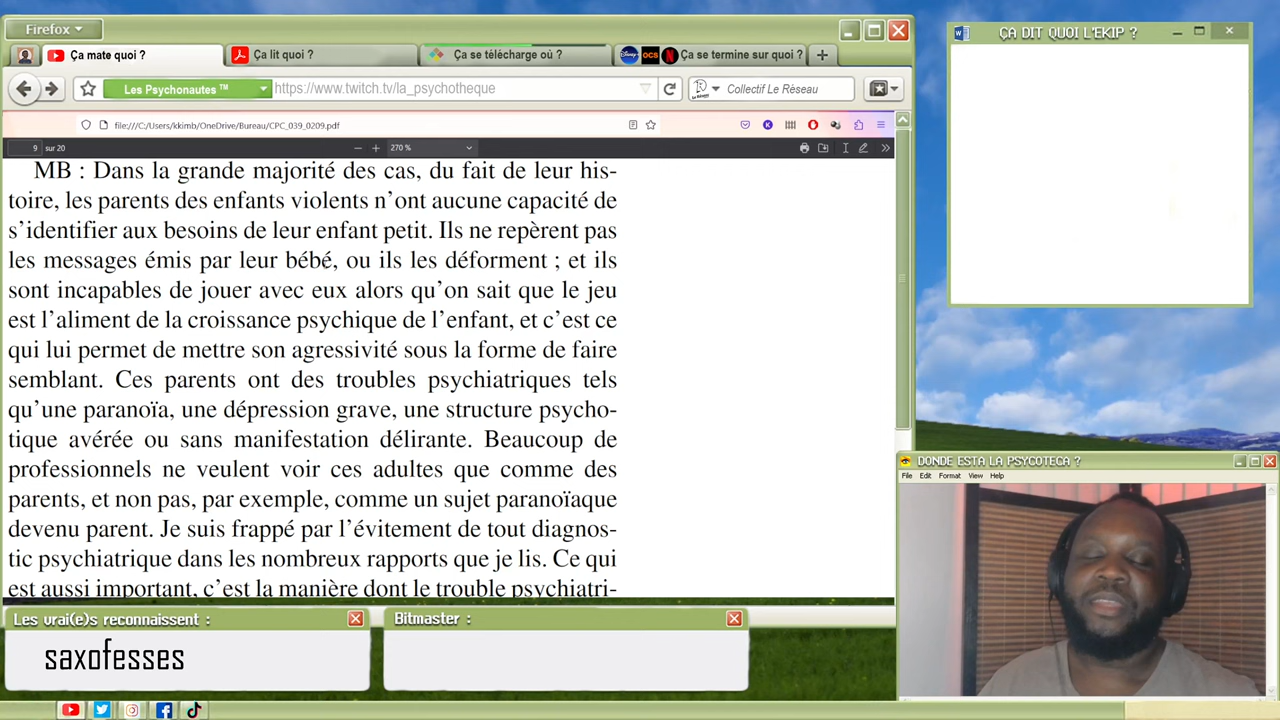 Firefox
Ça mate quoi ?
Ça lit quoi ?
Ça se télécharge où ?
Disney+
OCS
Ça se termine sur quoi ?
Les Psychonautes ™
https://www.twitch.tv/la_psychotheque
Collectif Le Réseau
file:///C:/Users/kkimb/OneDrive/Bureau/CPC_039_0209.pdf
9 sur 20
270 %
MB : Dans la grande majorité des cas, du fait de leur his-
toire, les parents des enfants violents n’ont aucune capacité de
s’identifier aux besoins de leur enfant petit. Ils ne repèrent pas
les messages émis par leur bébé, ou ils les déforment ; et ils
sont incapables de jouer avec eux alors qu’on sait que le jeu
est l’aliment de la croissance psychique de l’enfant, et c’est ce
qui lui permet de mettre son agressivité sous la forme de faire
semblant. Ces parents ont des troubles psychiatriques tels
qu’une paranoïa, une dépression grave, une structure psycho-
tique avérée ou sans manifestation délirante. Beaucoup de
professionnels ne veulent voir ces adultes que comme des
parents, et non pas, par exemple, comme un sujet paranoïaque
devenu parent. Je suis frappé par l’évitement de tout diagnos-
tic psychiatrique dans les nombreux rapports que je lis. Ce qui
est aussi important, c’est la manière dont le trouble psychiatri-
ÇA DIT QUOI L'EKIP ?
DONDE ESTA LA PSYCOTECA ?
File Edit Format View Help
Les vrai(e)s reconnaissent :
saxofesses
Bitmaster :